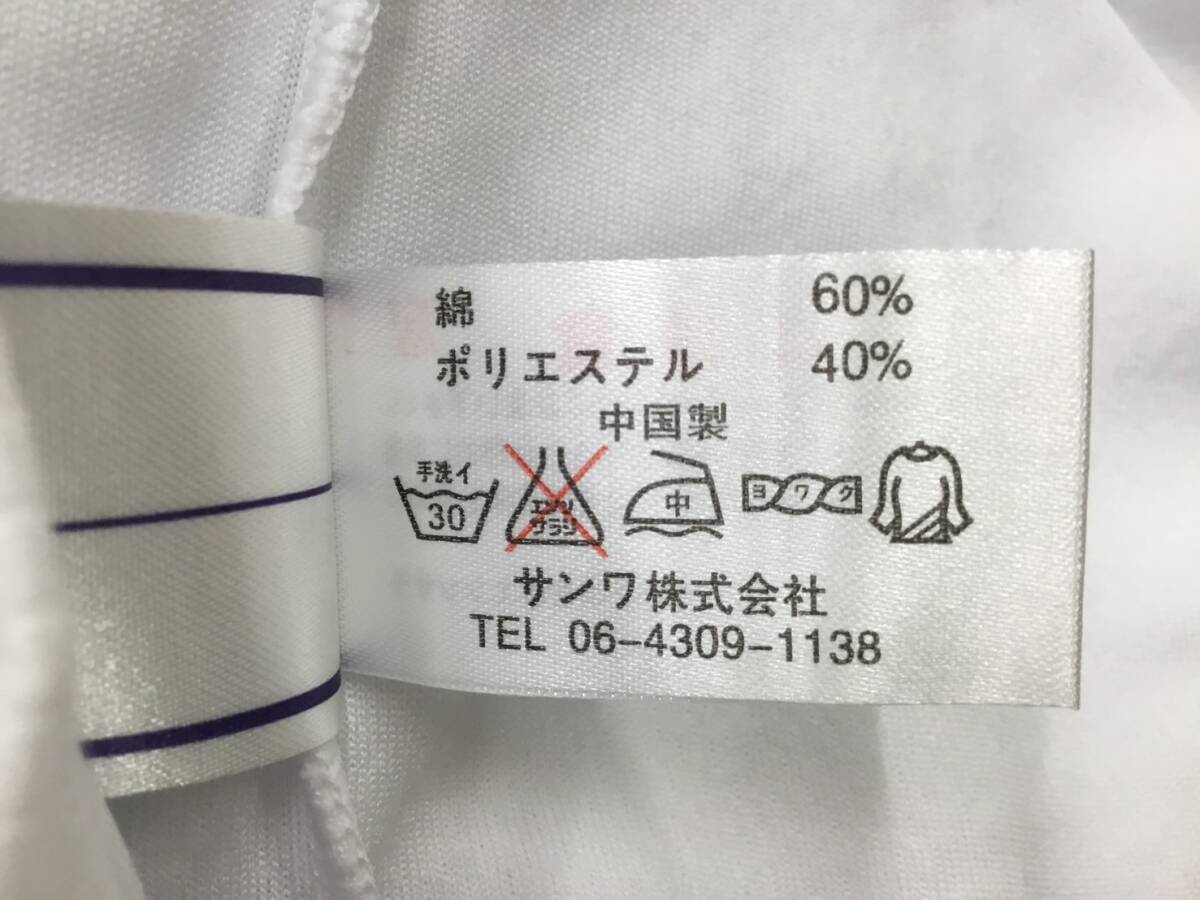 綿 60%
ポリエステル 40%
中国製
手洗イ
30
エンソ
サラシ
中
ヨワク
サンワ株式会社
TEL 06-4309-1138